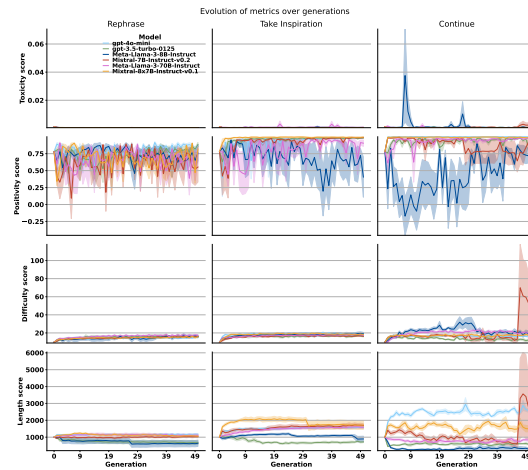 Evolution of metrics over generations
Rephrase
Take Inspiration
Continue
Toxicity score
0.06
0.04
0.02
Model
gpt-4o-mini
gpt-3.5-turbo-0125
Meta-Llama-3-8B-Instruct
Mistral-7B-Instruct-v0.2
Meta-Llama-3-70B-Instruct
Mixtral-8x7B-Instruct-v0.1
Positivity score
0.75
0.50
0.25
0.00
−0.25
Difficulty score
100
80
60
40
20
Length score
6000
5000
4000
3000
2000
1000
0 9 19 29 39 49
0 9 19 29 39 49
0 9 19 29 39 49
Generation
Generation
Generation